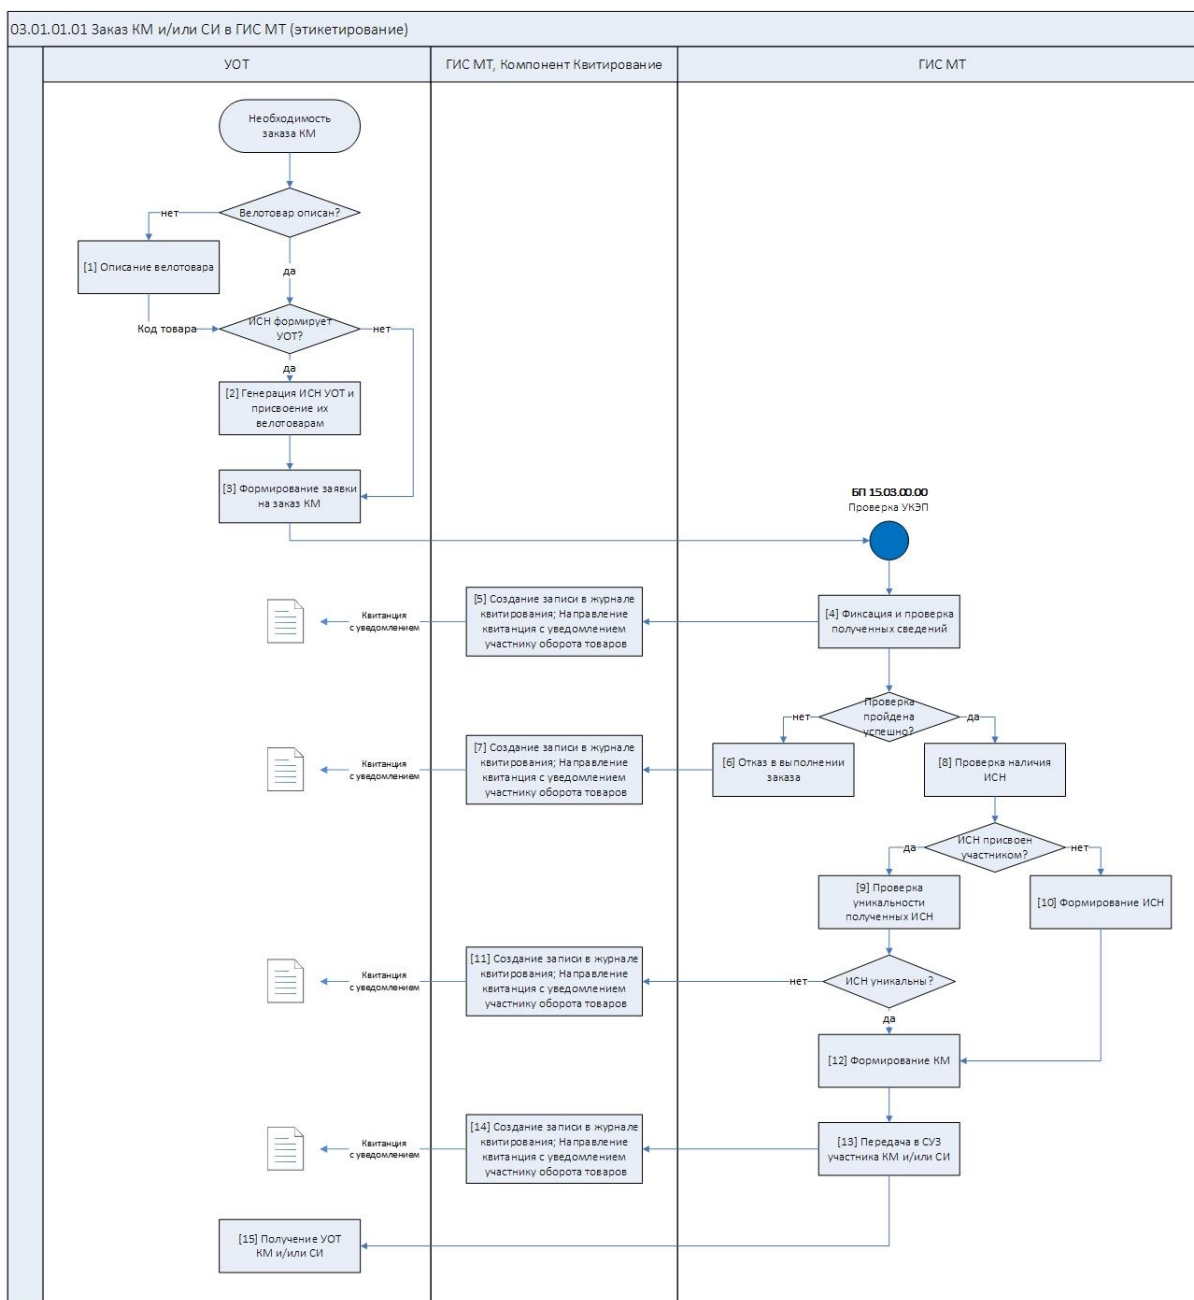 03.01.01.01 Заказ КМ и/или СИ в ГИС МТ (этикетирование)
УОТ
ГИС МТ, Компонент Квитирование
ГИС МТ
Необходимость
заказа КМ
Велотовар описан?
нет
[1] Описание велотовара
да
Код товара
ИСН формирует
УОТ?
нет
да
[2] Генерация ИСН УОТ и
присвоение их
велотоварам
[3] Формирование заявки
на заказ КМ
БП 15.03.00.00
Проверка УКЭП
[4] Фиксация и проверка
полученных сведений
[5] Создание записи в журнале
квитирования; Направление
квитанция с уведомлением
участнику оборота товаров
Квитанция
с уведомлением
Проверка
пройдена
успешно?
нет
да
[6] Отказ в выполнении
заказа
[7] Создание записи в журнале
квитирования; Направление
квитанция с уведомлением
участнику оборота товаров
Квитанция
с уведомлением
[8] Проверка наличия
ИСН
ИСН присвоен
участником?
да
нет
[9] Проверка
уникальности
полученных ИСН
[10] Формирование ИСН
ИСН уникальны?
нет
да
[11] Создание записи в журнале
квитирования; Направление
квитанция с уведомлением
участнику оборота товаров
Квитанция
с уведомлением
[12] Формирование КМ
[13] Передача в СУЗ
участника КМ и/или СИ
[14] Создание записи в журнале
квитирования; Направление
квитанция с уведомлением
участнику оборота товаров
Квитанция
с уведомлением
[15] Получение УОТ
КМ и/или СИ